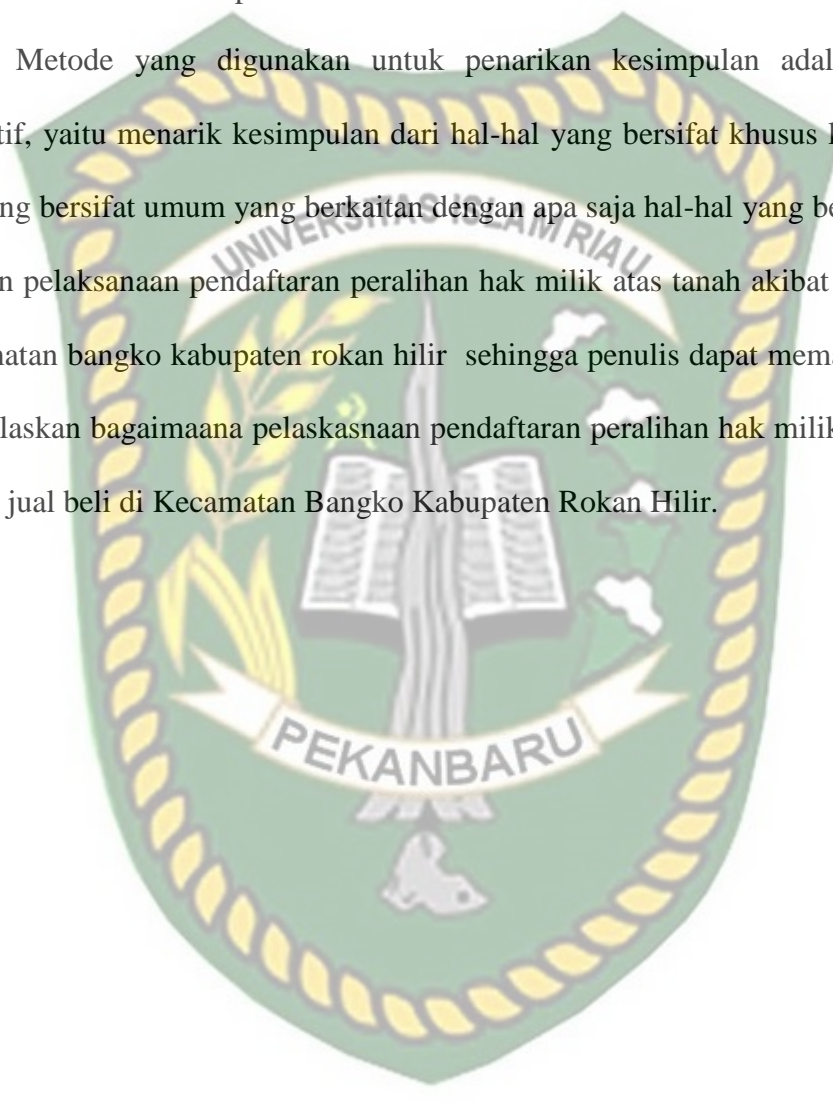 Metode yang digunakan untuk penarikan kesimpulan adal
tif, yaitu menarik kesimpulan dari hal-hal yang bersifat khusus
ng bersifat umum yang berkaitan dengan apa saja hal-hal yang be
n pelaksanaan pendaftaran peralihan hak milik atas tanah akibat
natan bangko kabupaten rokan hilir sehingga penulis dapat mema
laskan bagaimaana pelaskasnaan pendaftaran peralihan hak milik
jual beli di Kecamatan Bangko Kabupaten Rokan Hilir.
UNIVERSITAS ISLAM RIAU
PEKANBARU